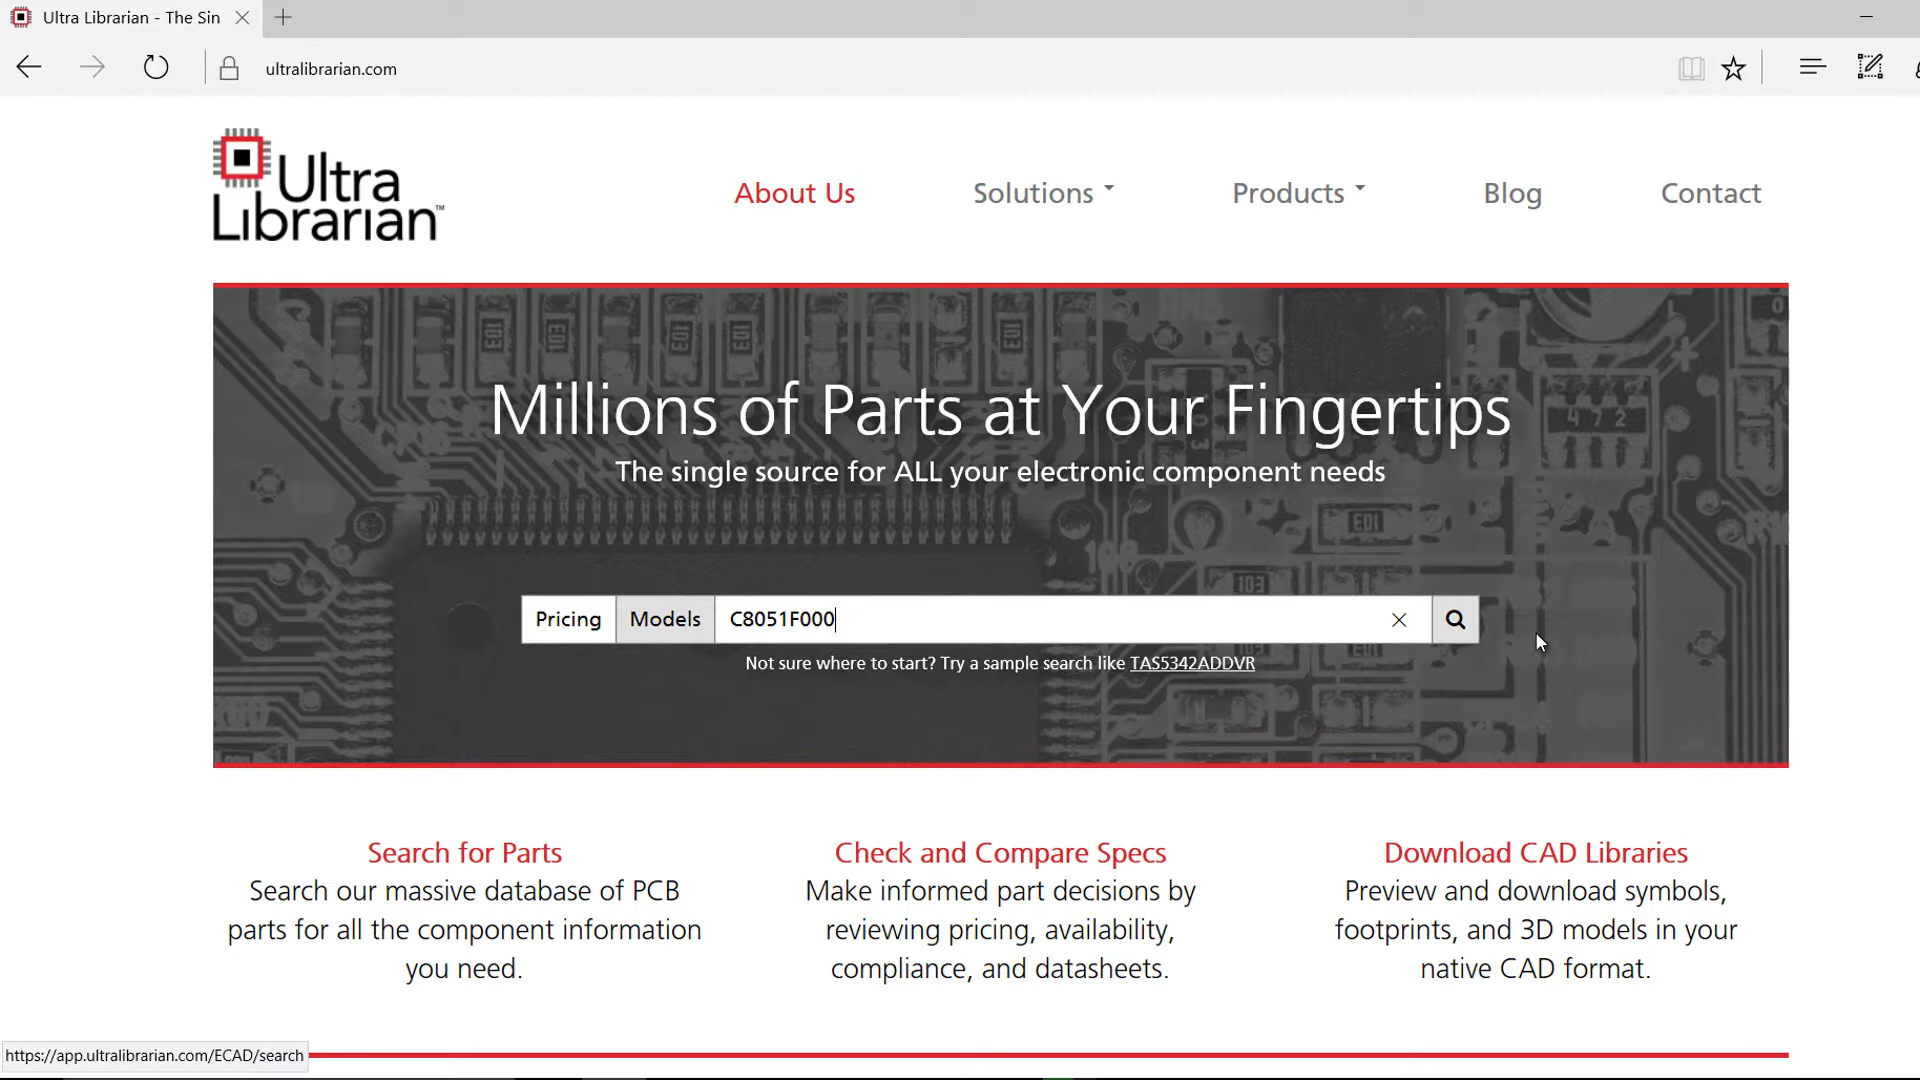 Ultra Librarian - The Sin
ultralibrarian.com
Ultra
Librarian™
About Us
Solutions
Products
Blog
Contact
Millions of Parts at Your Fingertips
The single source for ALL your electronic component needs
Pricing
Models
C8051F000
Not sure where to start? Try a sample search like TAS5342ADDVR
Search for Parts
Search our massive database of PCB
parts for all the component information
you need.
Check and Compare Specs
Make informed part decisions by
reviewing pricing, availability,
compliance, and datasheets.
Download CAD Libraries
Preview and download symbols,
footprints, and 3D models in your
native CAD format.
https://app.ultralibrarian.com/ECAD/search